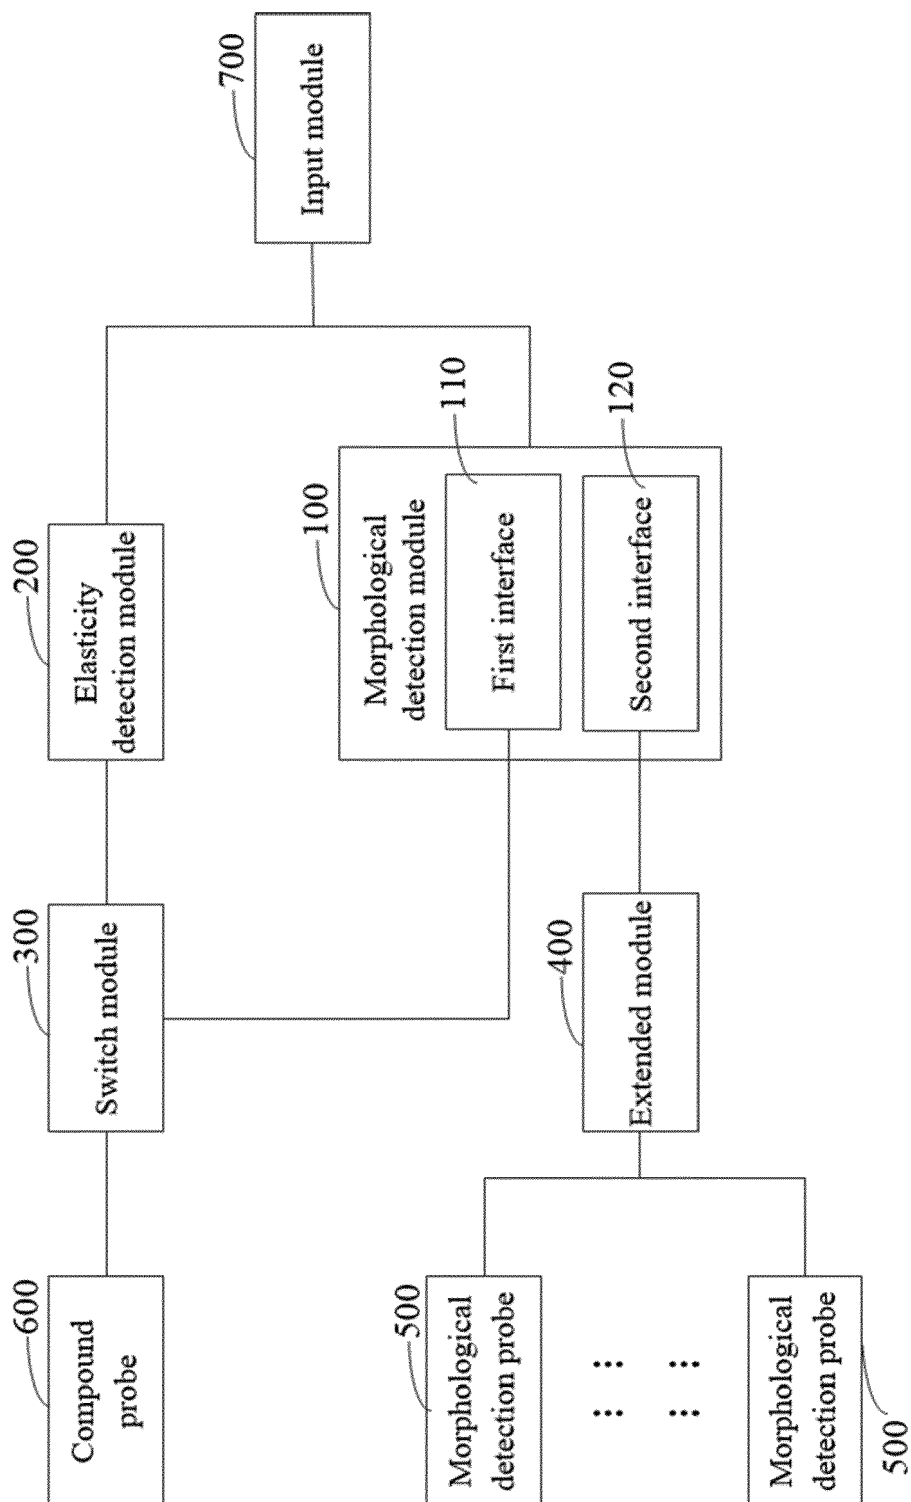 600
Compound
probe
300
Switch module
200
Elasticity
detection module
700
Input module
100
Morphological
detection module
110
First interface
120
Second interface
400
Extended module
500
Morphological
detection probe
Morphological
detection probe
500